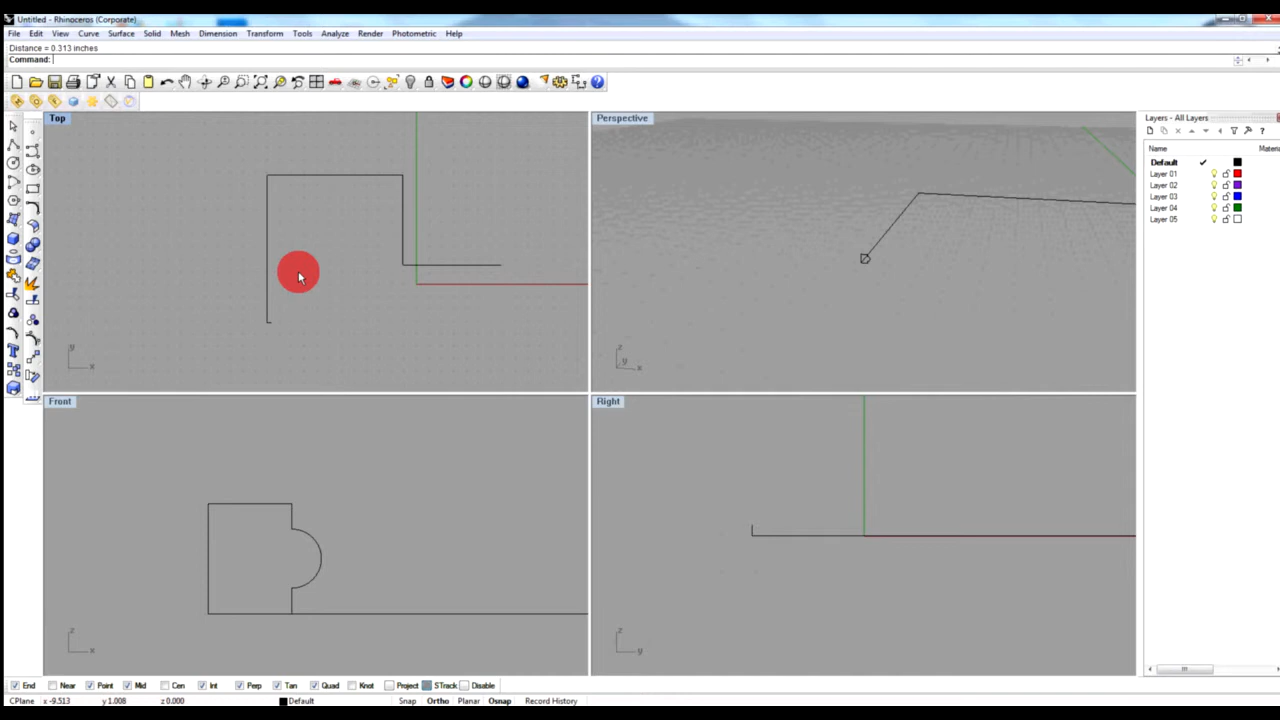 Untitled - Rhinoceros (Corporate)
File Edit View Curve Surface Solid Mesh Dimension Transform Tools Analyze Render Photometric Help
Distance = 0.313 inches
Command:
Top
Perspective
Layers - All Layers
Name Materia
Default
Layer 01
Layer 02
Layer 03
Layer 04
Layer 05
y
x
z
y
x
Front
Right
z
x
z
y
End Near Point Mid Cen Int Perp Tan Quad Knot Project STrack Disable
CPlane x -9.513 y 1.008 z 0.000 Default Snap Ortho Planar Osnap Record History